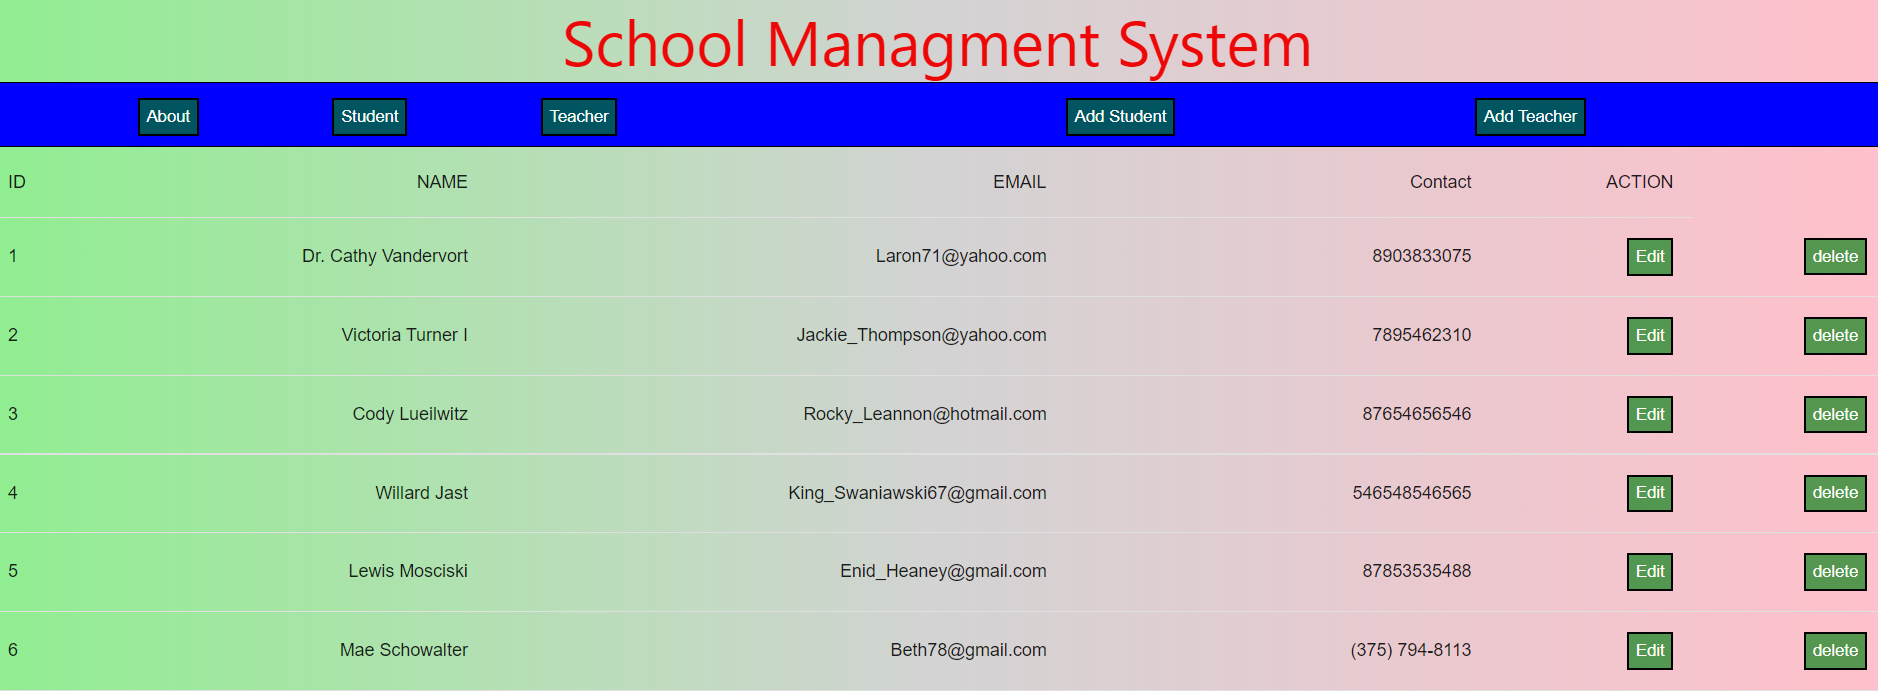 School Managment System
About Student Teacher Add Student Add Teacher
ID NAME EMAIL Contact ACTION
1 Dr. Cathy Vandervort Laron71@yahoo.com 8903833075 Edit delete
2 Victoria Turner I Jackie_Thompson@yahoo.com 7895462310 Edit delete
3 Cody Lueilwitz Rocky_Leannon@hotmail.com 87654656546 Edit delete
4 Willard Jast King_Swaniawski67@gmail.com 546548546565 Edit delete
5 Lewis Mosciski Enid_Heaney@gmail.com 87853535488 Edit delete
6 Mae Schowalter Beth78@gmail.com (375) 794-8113 Edit delete